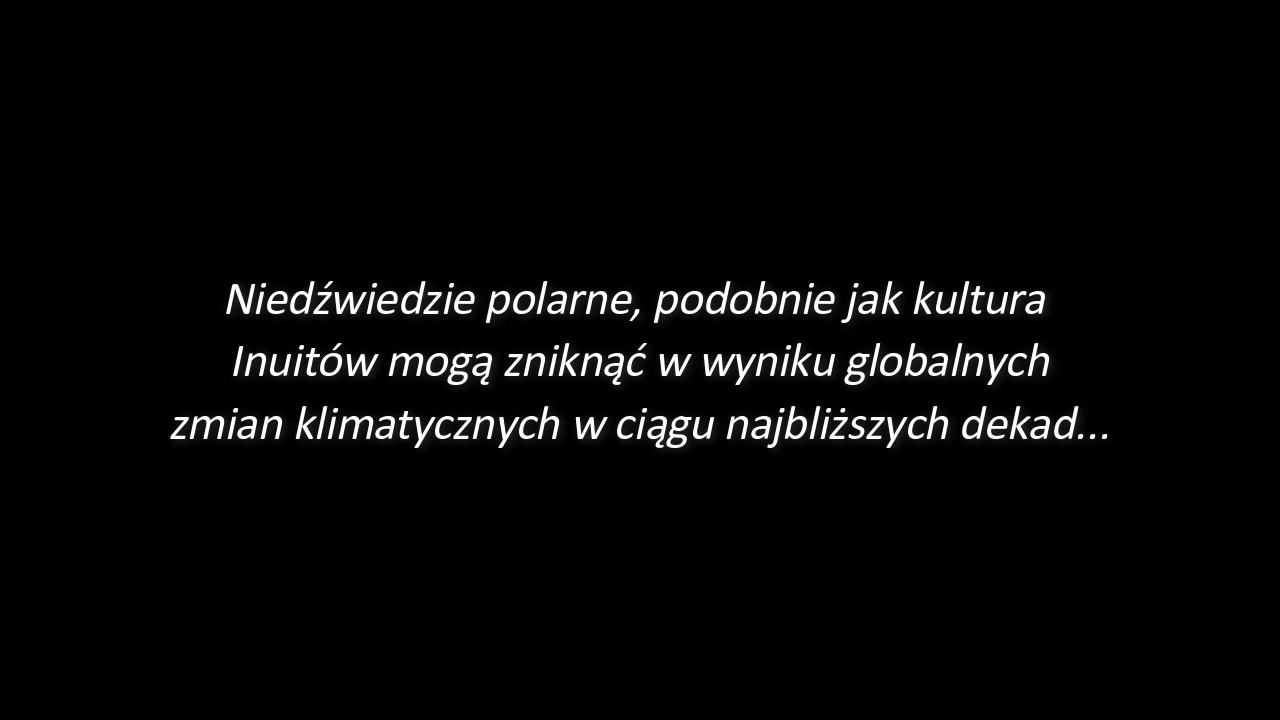 Niedźwiedzie polarne, podobnie jak kultura
Inuitów mogą zniknąć w wyniku globalnych
zmian klimatycznych w ciągu najbliższych dekad...